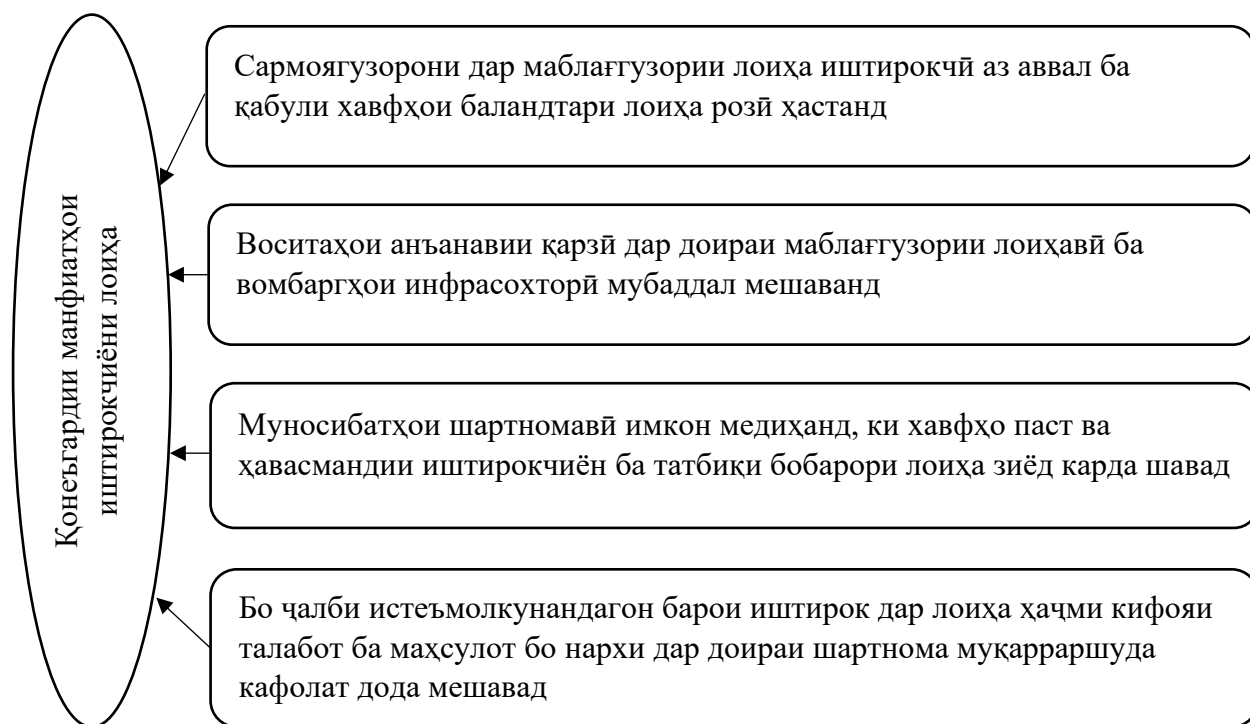 Қонеъгардии манфиатҳои
иштирокчиёни лоиҳа
Сармоягузорони дар маблағгузории лоиҳа иштирокчӣ аз аввал ба
қабули хавфҳои баландтари лоиҳа розӣ ҳастанд
Воситаҳои анъанавии қарзӣ дар доираи маблағгузории лоиҳавӣ ба
вомбаргҳои инфрасохторӣ мубаддал мешаванд
Муносибатҳои шартномавӣ имкон медиҳанд, ки хавфҳо паст ва
ҳавасмандии иштирокчиён ба татбиқи бобарори лоиҳа зиёд карда шавад
Бо ҷалби истеъмолкунандагон барои иштирок дар лоиҳа ҳаҷми кифояи
талабот ба маҳсулот бо нархи дар доираи шартнома муқарраршуда
кафолат дода мешавад